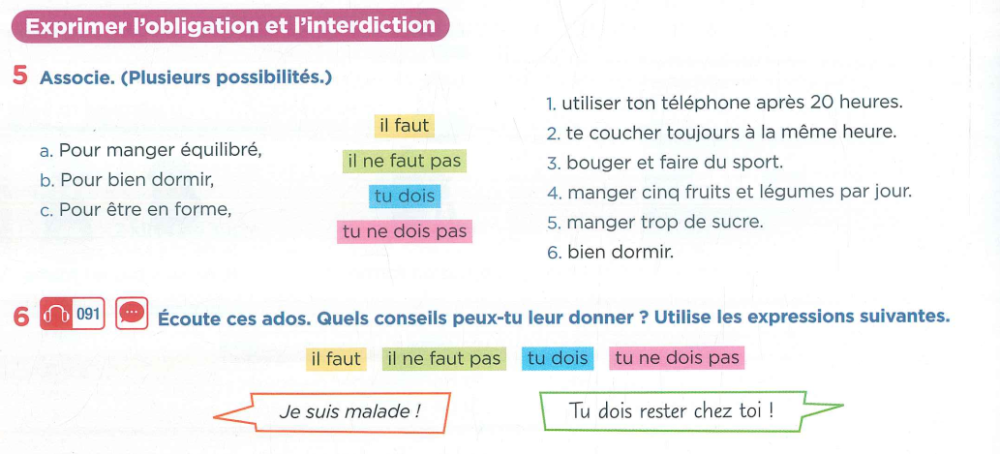 Exprimer l'obligation et l'interdiction
5 Associe. (Plusieurs possibilités.)
a. Pour manger équilibré,
b. Pour bien dormir,
c. Pour être en forme,
il faut
il ne faut pas
tu dois
tu ne dois pas
1. utiliser ton téléphone après 20 heures.
2. te coucher toujours à la même heure.
3. bouger et faire du sport.
4. manger cinq fruits et légumes par jour.
5. manger trop de sucre.
6. bien dormir.
6 091 Écoute ces ados. Quels conseils peux-tu leur donner ? Utilise les expressions suivantes.
il faut il ne faut pas tu dois tu ne dois pas
Je suis malade ! Tu dois rester chez toi !